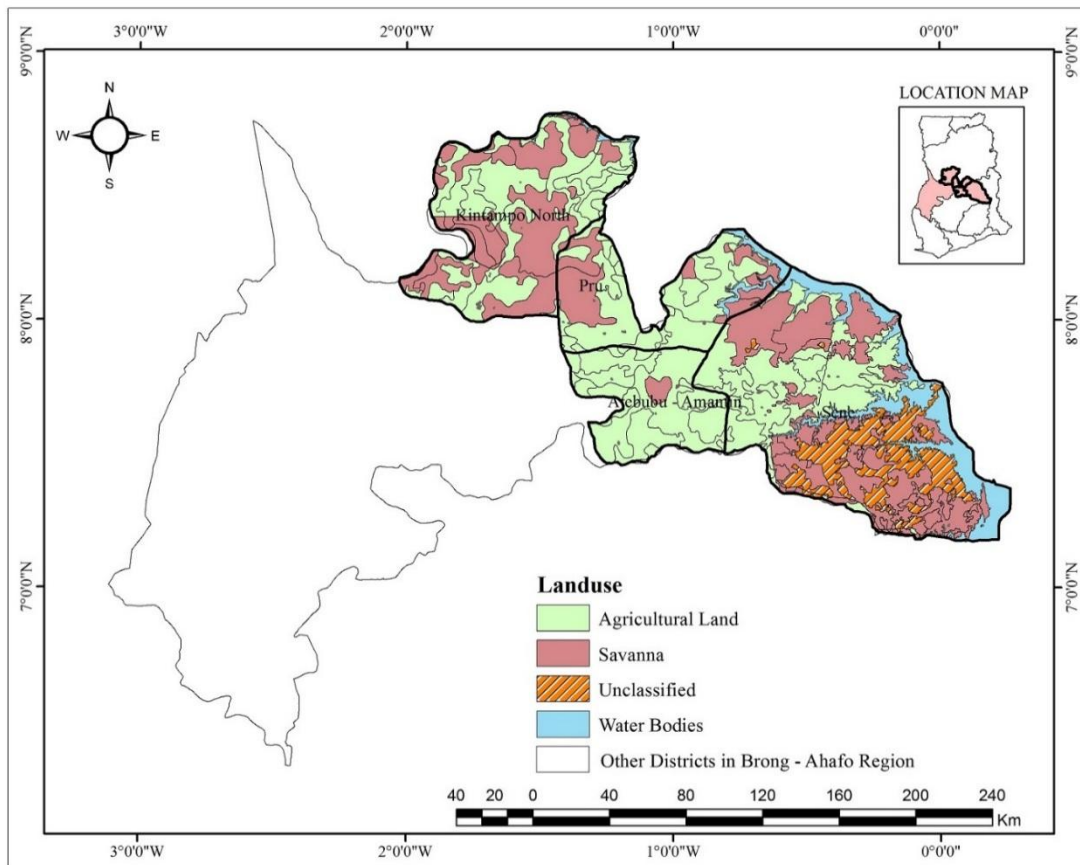 3°0'0"W 2°0'0"W 1°0'0"W 0°0'0"
9°0'0"N 9°0'0"N
N
W E
S
LOCATION MAP
Kintampo North
Pru
8°0'0"N 8°0'0"N
Atebubu - Amantin
Sene
7°0'0"N 7°0'0"N
Landuse
Agricultural Land
Savanna
Unclassified
Water Bodies
Other Districts in Brong - Ahafo Region
40 20 0 40 80 120 160 200 240
Km
3°0'0"W 2°0'0"W 1°0'0"W 0°0'0"